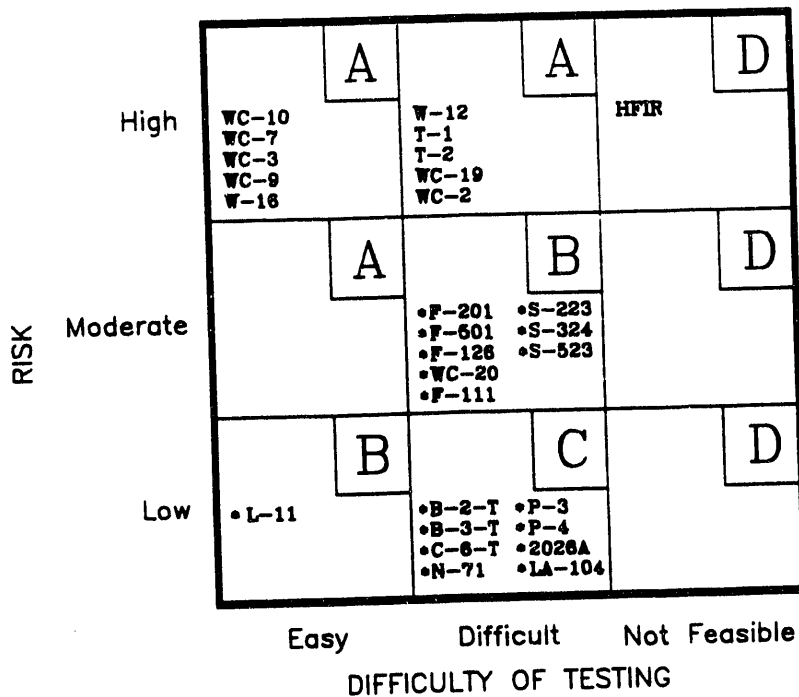 A
A
D
High
WC-10
WC-7
WC-3
WC-9
W-16
W-12
T-1
T-2
WC-19
WC-2
HFIR
A
B
D
RISK
Moderate
*F-201 *S-223
*F-601 *S-324
*F-126 *S-523
*WC-20
*F-111
B
C
D
Low
* L-11
*B-2-T *P-3
*B-3-T *P-4
*C-6-T *2026A
*N-71 *LA-104
Easy Difficult Not Feasible
DIFFICULTY OF TESTING